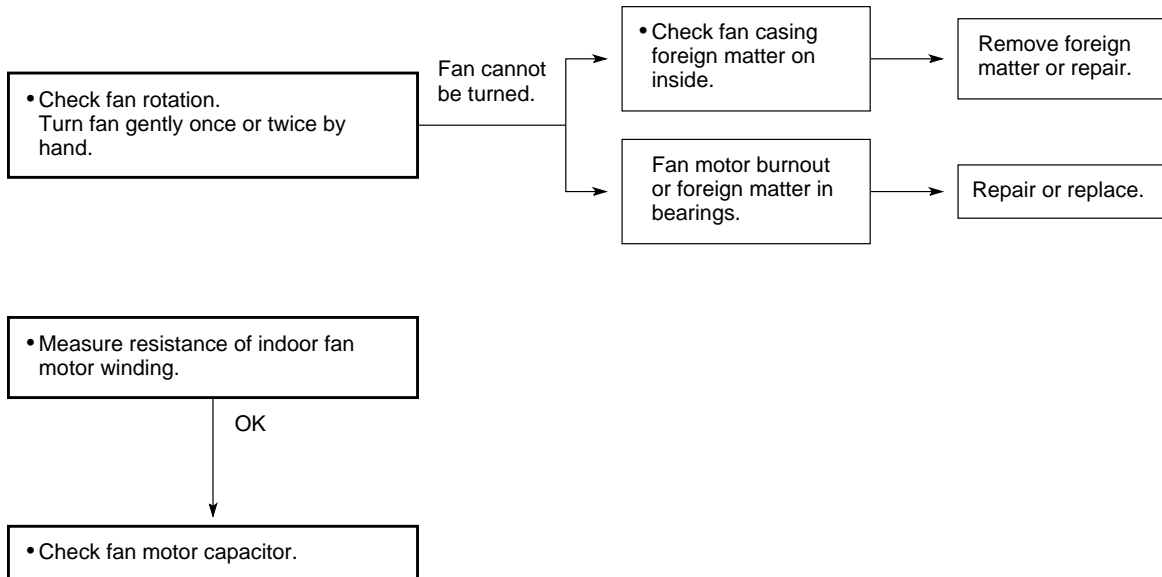 • Check fan rotation.
Turn fan gently once or twice by
hand.
Fan cannot
be turned.
• Check fan casing
foreign matter on
inside.
Remove foreign
matter or repair.
Fan motor burnout
or foreign matter in
bearings.
Repair or replace.
• Measure resistance of indoor fan
motor winding.
OK
• Check fan motor capacitor.